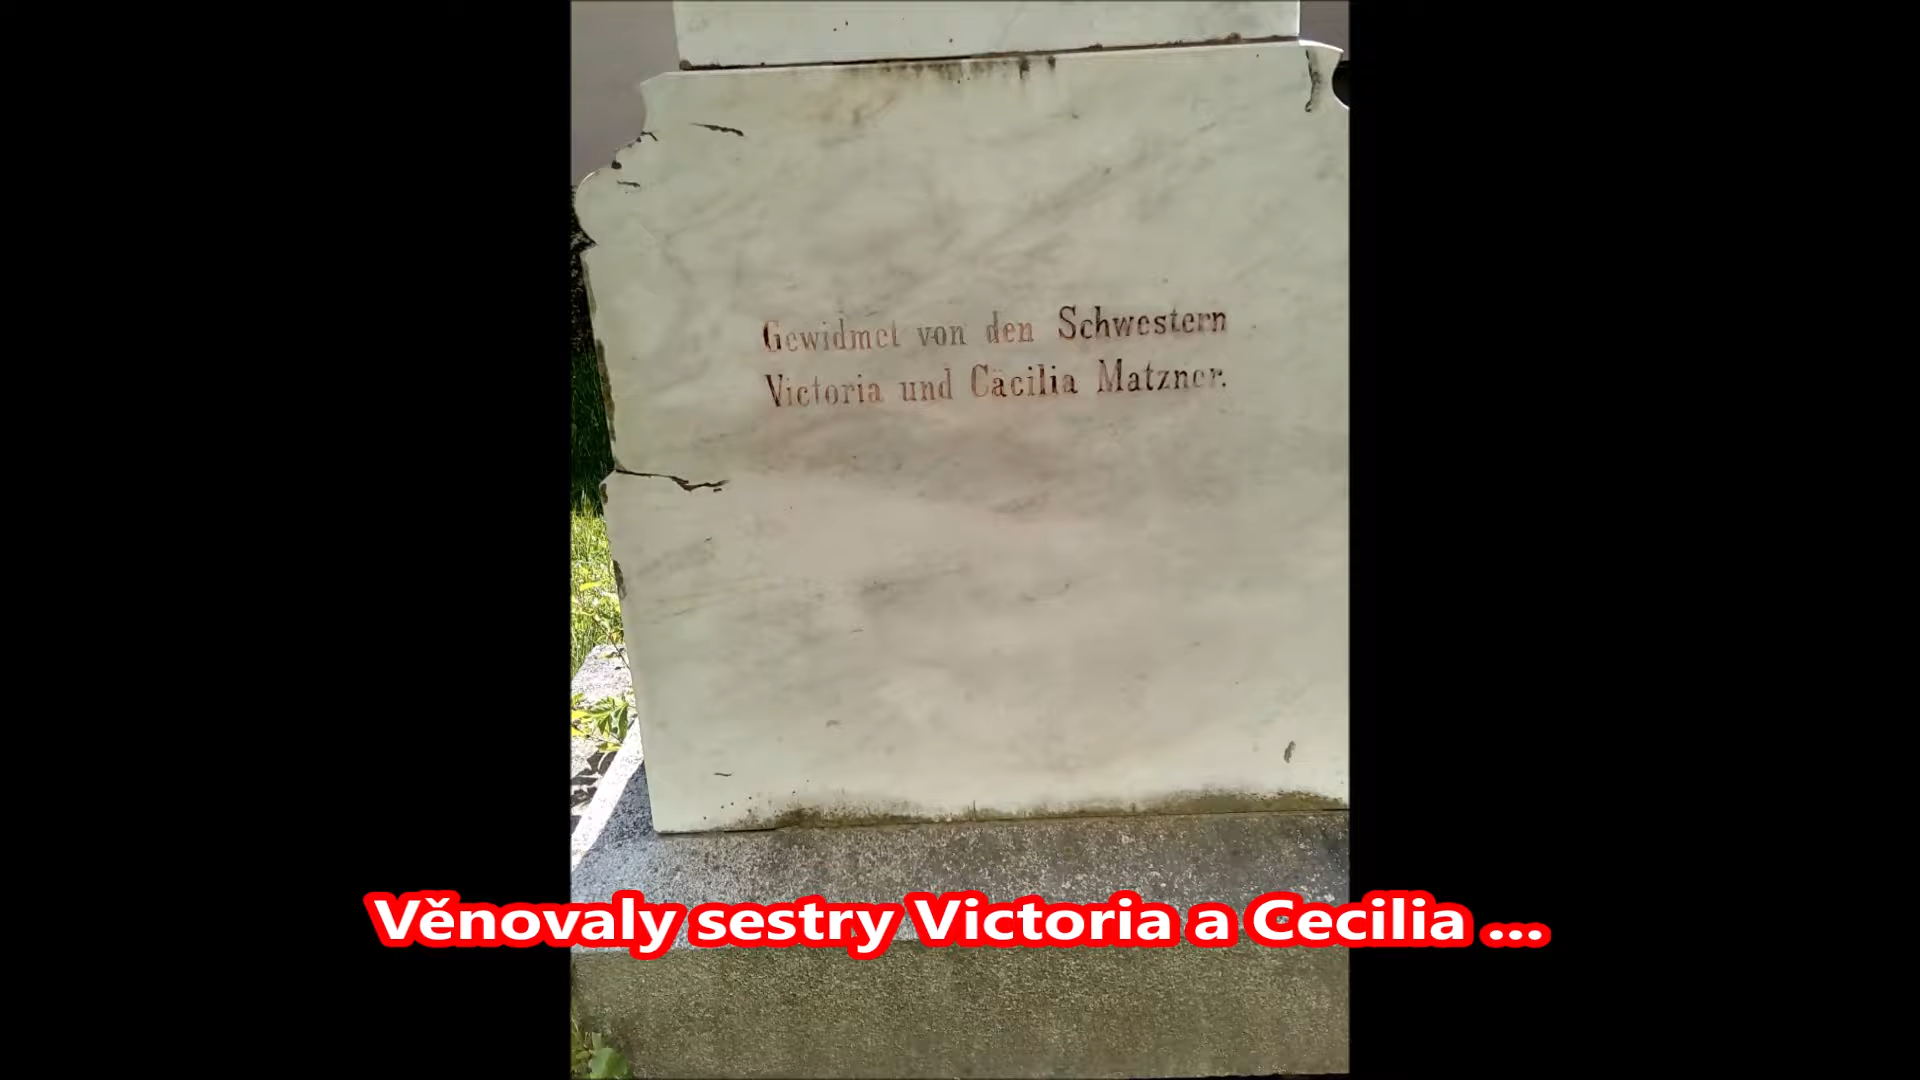 Gewidmet von den Schwestern
Victoria und Cäcilia Matzner.
Věnovaly sestry Victoria a Cecilia ...